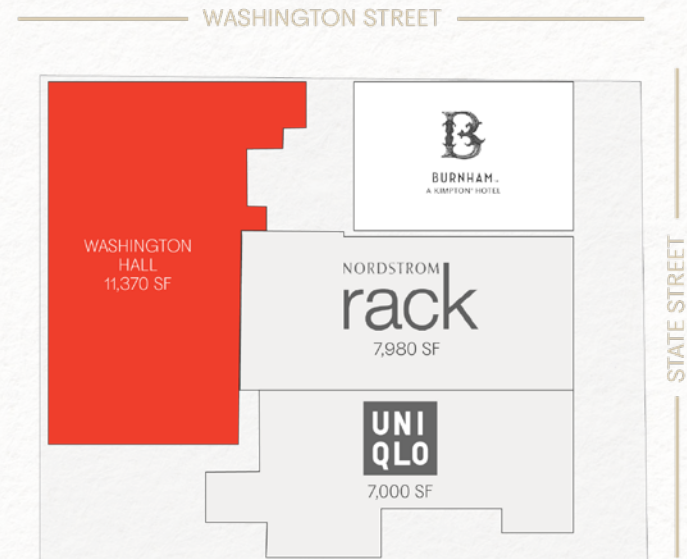 WASHINGTON STREET
B
BURNHAM™
A KIMPTON® HOTEL
WASHINGTON
HALL
11,370 SF
NORDSTROM
rack
7,980 SF
STATE STREET
UNI
QLO
7,000 SF